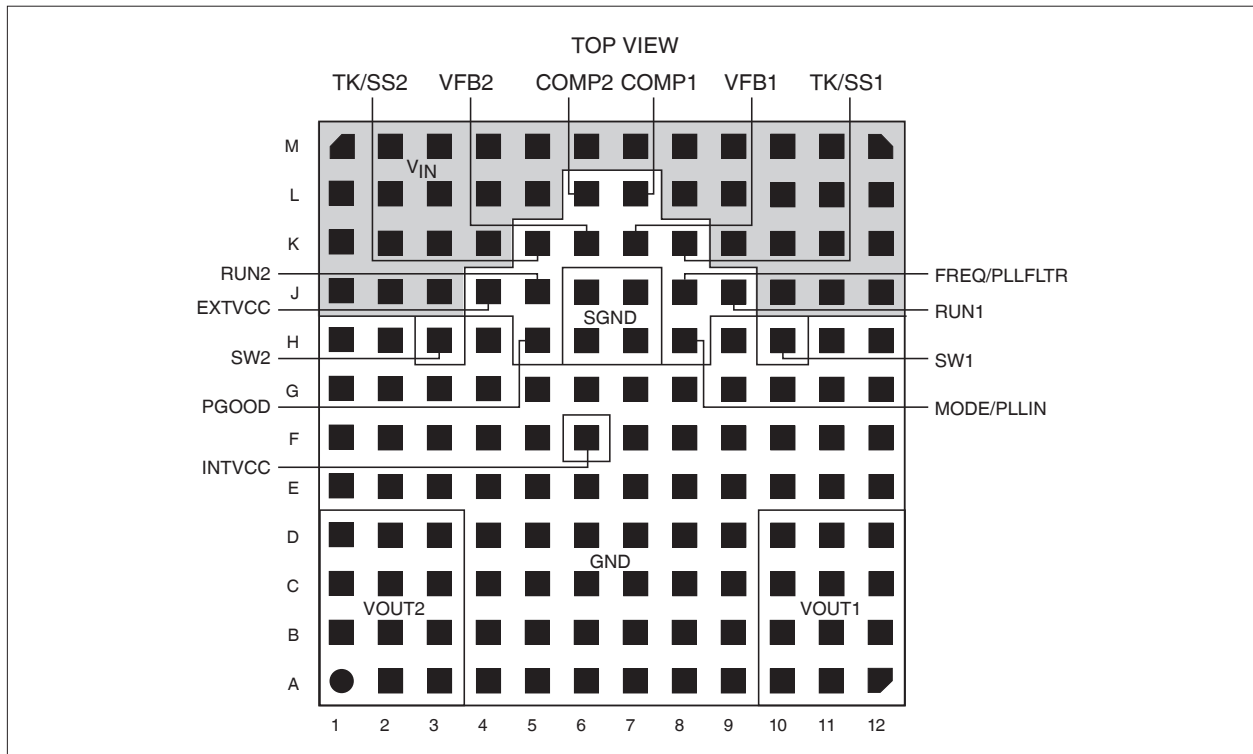 TOP VIEW
TK/SS2 VFB2 COMP2 COMP1 VFB1 TK/SS1
M
VIN
L
K
RUN2 FREQ/PLLFLTR
J
EXTVCC SGND RUN1
H
SW2 SW1
G
PGOOD MODE/PLLIN
F
INTVCC
E
D
GND
C
VOUT2 VOUT1
B
A
1 2 3 4 5 6 7 8 9 10 11 12